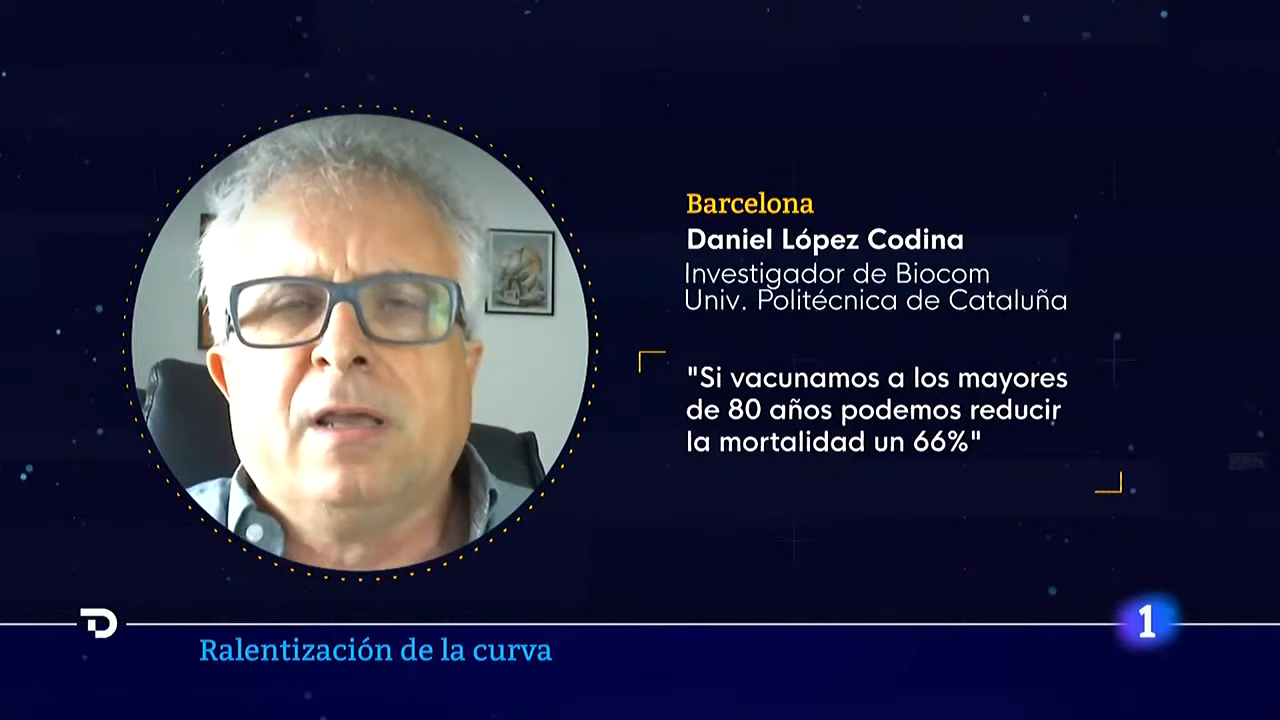 Barcelona
Daniel López Codina
Investigador de Biocom
Univ. Politécnica de Cataluña
"Si vacunamos a los mayores
de 80 años podemos reducir
la mortalidad un 66%"
1
Ralentización de la curva